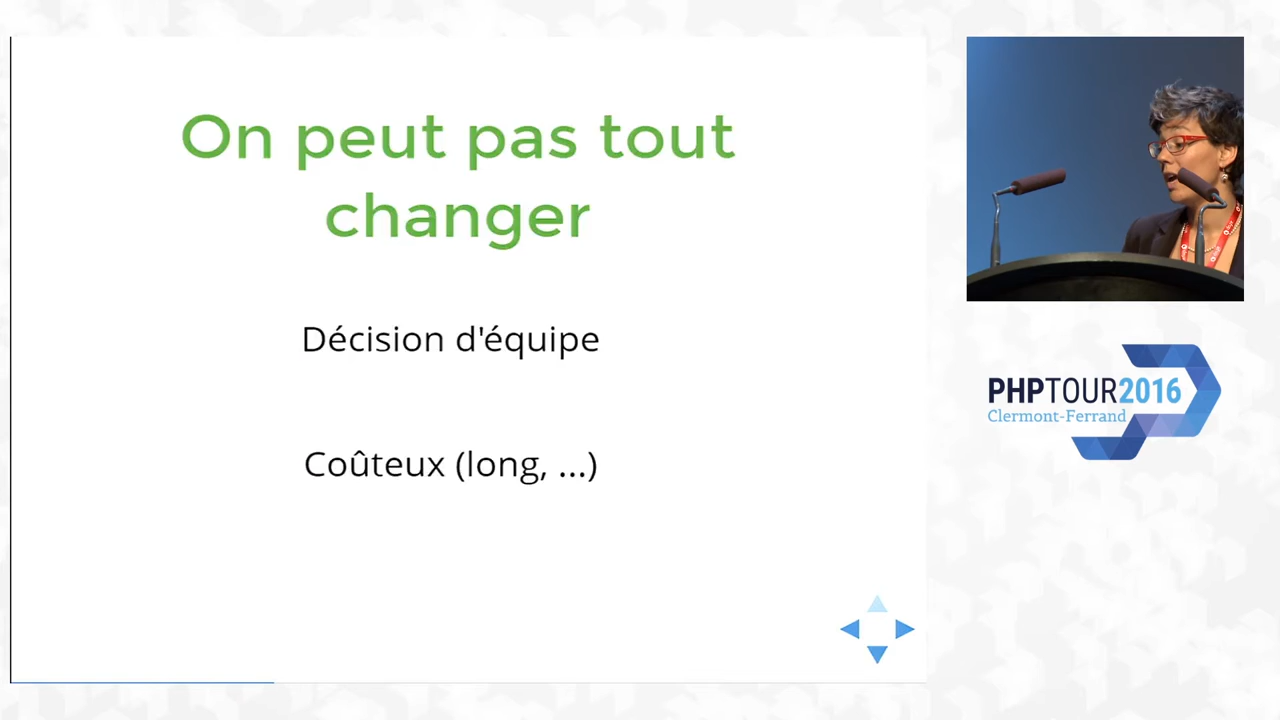 On peut pas tout
changer
Décision d'équipe
Coûteux (long, ...)
PHPTOUR2016
Clermont-Ferrand